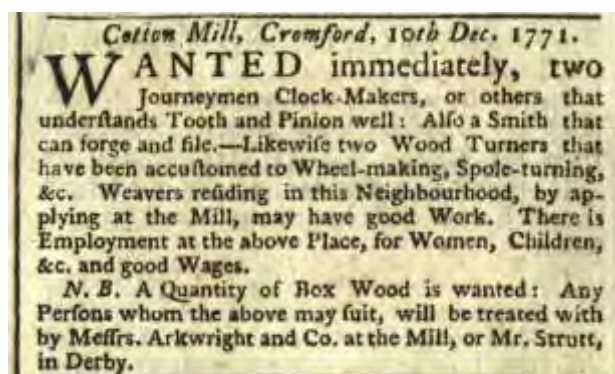 Cotton Mill, Cromford, 10th Dec. 1771.
WANTED immediately, two
Journeymen Clock-Makers, or others that
underſtands Tooth and Pinion well: Alſo a Smith that
can forge and file.—Likewiſe two Wood Turners that
have been accuſtomed to Wheel-making, Spole-turning,
&c. Weavers reſiding in this Neighbourhood, by ap-
plying at the Mill, may have good Work. There is
Employment at the above Place, for Women, Children,
&c. and good Wages.
N. B. A Quantity of Box Wood is wanted: Any
Perſons whom the above may ſuit, will be treated with
by Meſſrs. Arkwright and Co. at the Mill, or Mr. Strutt,
in Derby.